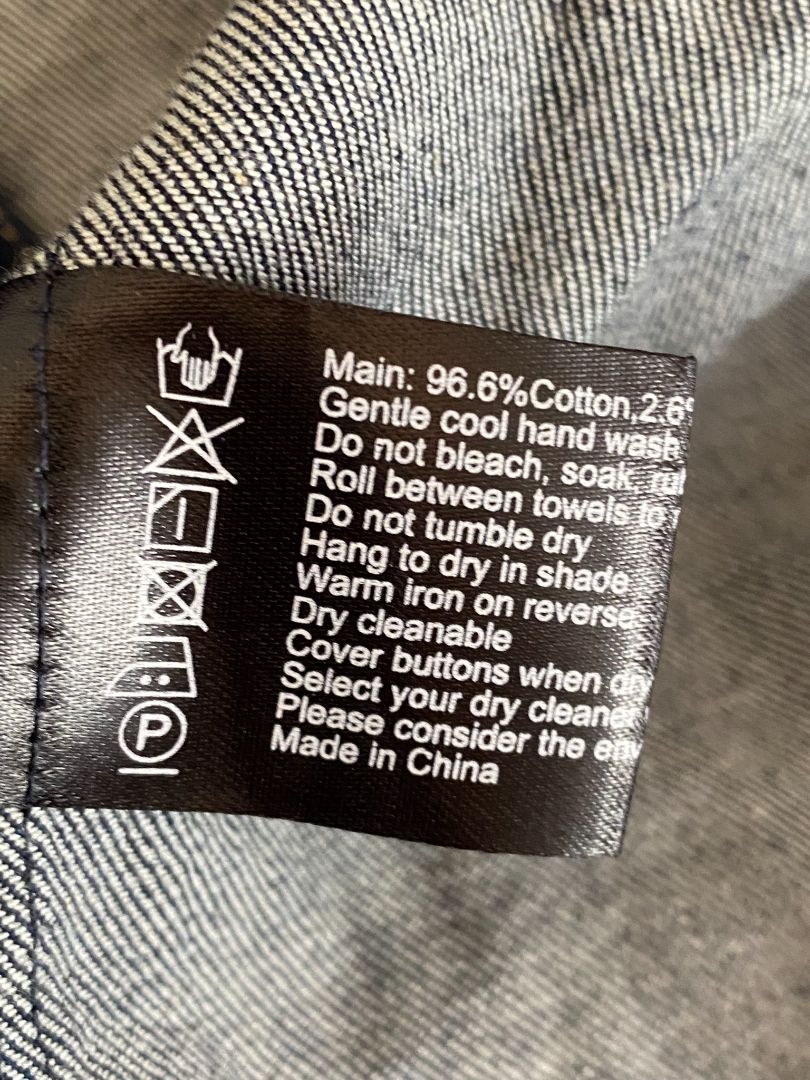 Main: 96.6%Cotton,2.6
Gentle cool hand wash
Do not bleach, soak,
Roll between towels to
Do not tumble dry
Hang to dry in shade
Warm iron on reverse
Dry cleanable
Cover buttons when
Select your dry
Please consider the
Made in China
P